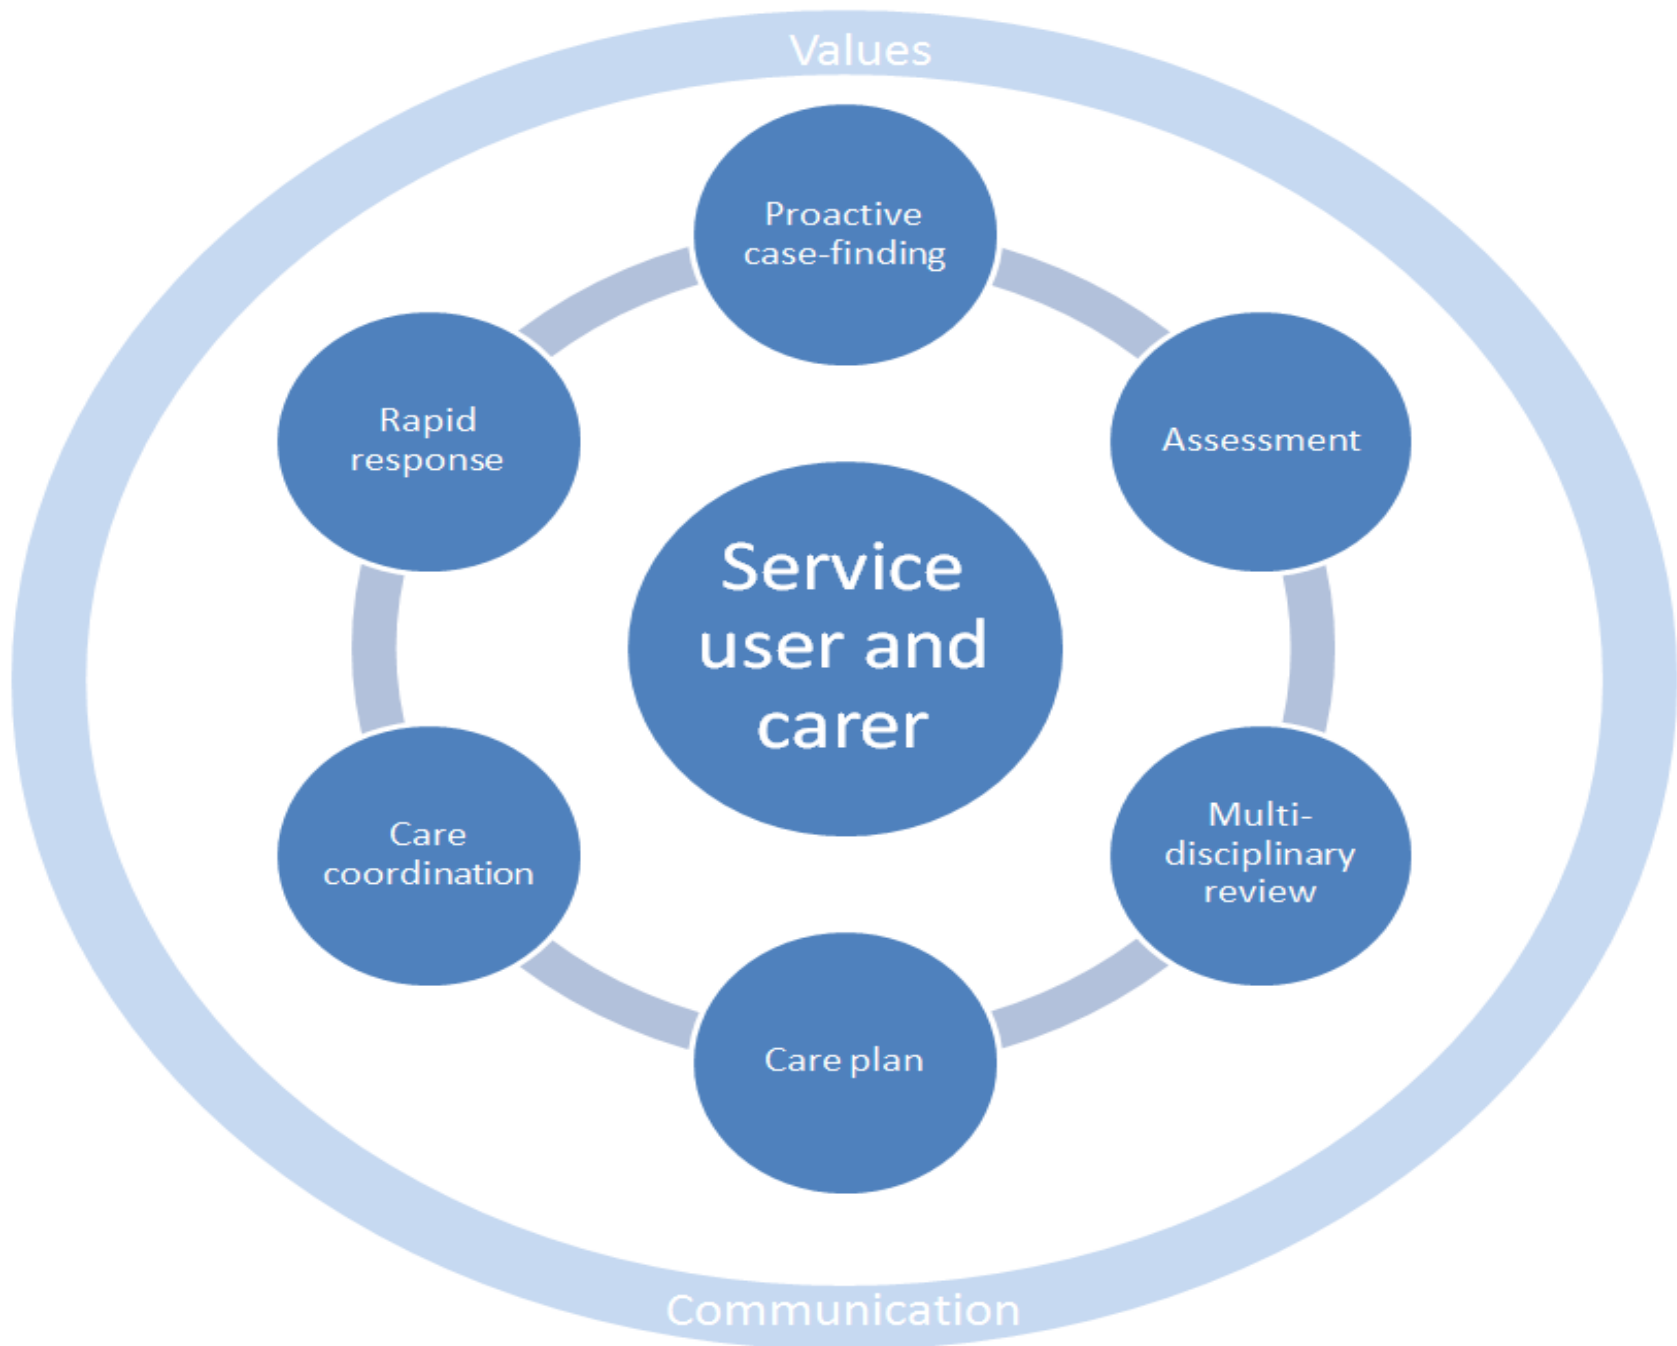 Values
Proactive
case-finding
Rapid
response
Assessment
Service
user and
carer
Care
coordination
Multi-
disciplinary
review
Care plan
Communication